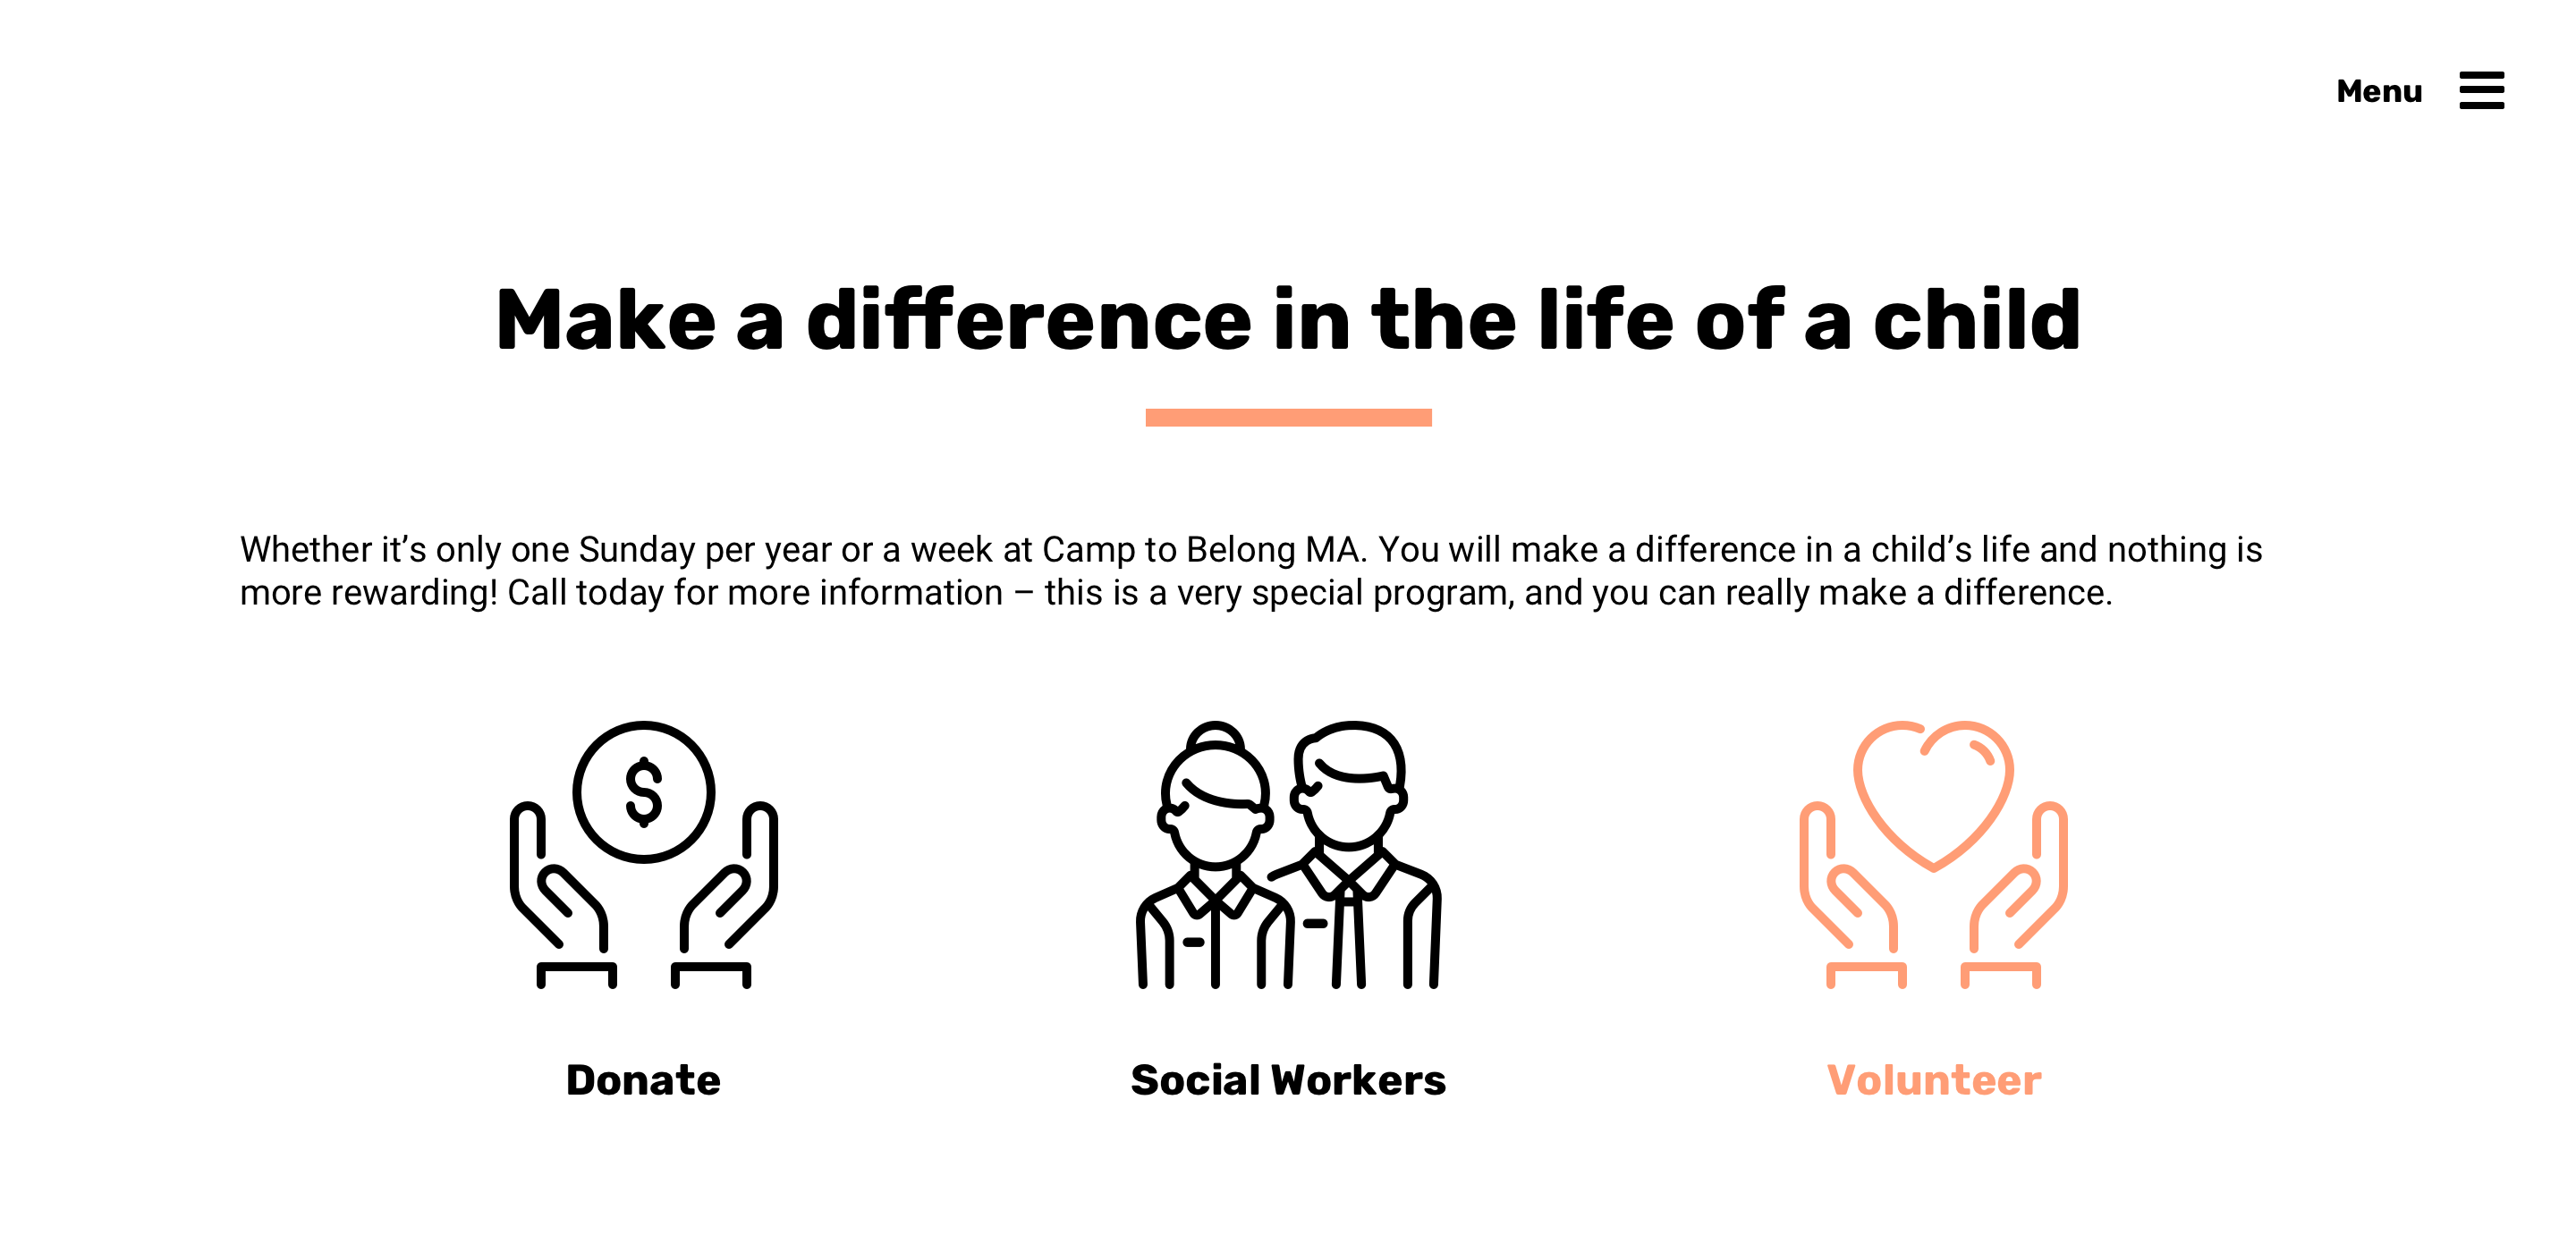 Menu
Make a difference in the life of a child
Whether it’s only one Sunday per year or a week at Camp to Belong MA. You will make a difference in a child’s life and nothing is
more rewarding! Call today for more information – this is a very special program, and you can really make a difference.
$
Donate
Social Workers
Volunteer